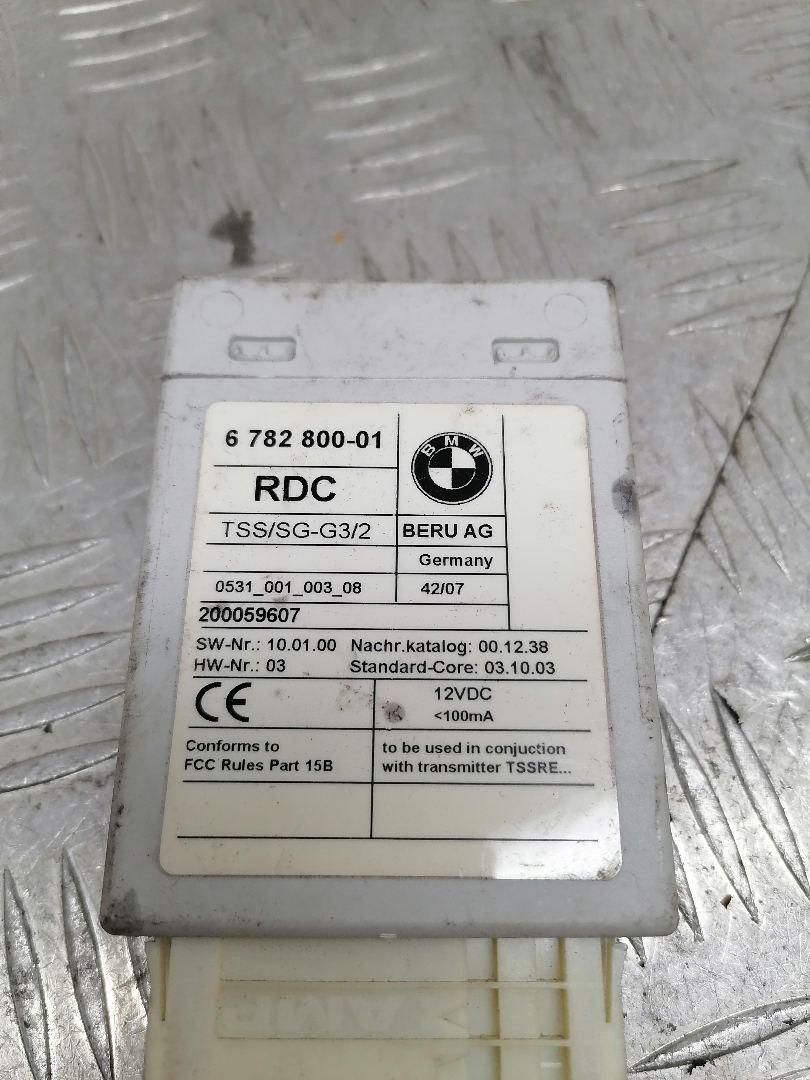 6 782 800-01
BMW
RDC
TSS/SG-G3/2
BERU AG
Germany
0531_001_003_08
42/07
200059607
SW-Nr.: 10.01.00 Nachr.katalog: 00.12.38
HW-Nr.: 03 Standard-Core: 03.10.03
CE
12VDC
<100mA
Conforms to
FCC Rules Part 15B
to be used in conjuction
with transmitter TSSRE...
AMP